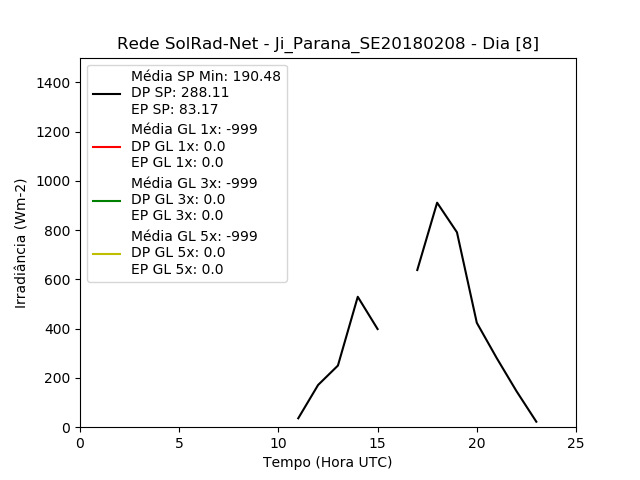 Rede SolRad-Net - Ji_Parana_SE20180208 - Dia [8]
Média SP Min: 190.48
DP SP: 288.11
EP SP: 83.17
Média GL 1x: -999
DP GL 1x: 0.0
EP GL 1x: 0.0
Média GL 3x: -999
DP GL 3x: 0.0
EP GL 3x: 0.0
Média GL 5x: -999
DP GL 5x: 0.0
EP GL 5x: 0.0
Irradiância (Wm-2)
1400
1200
1000
800
600
400
200
0
0 5 10 15 20 25
Tempo (Hora UTC)